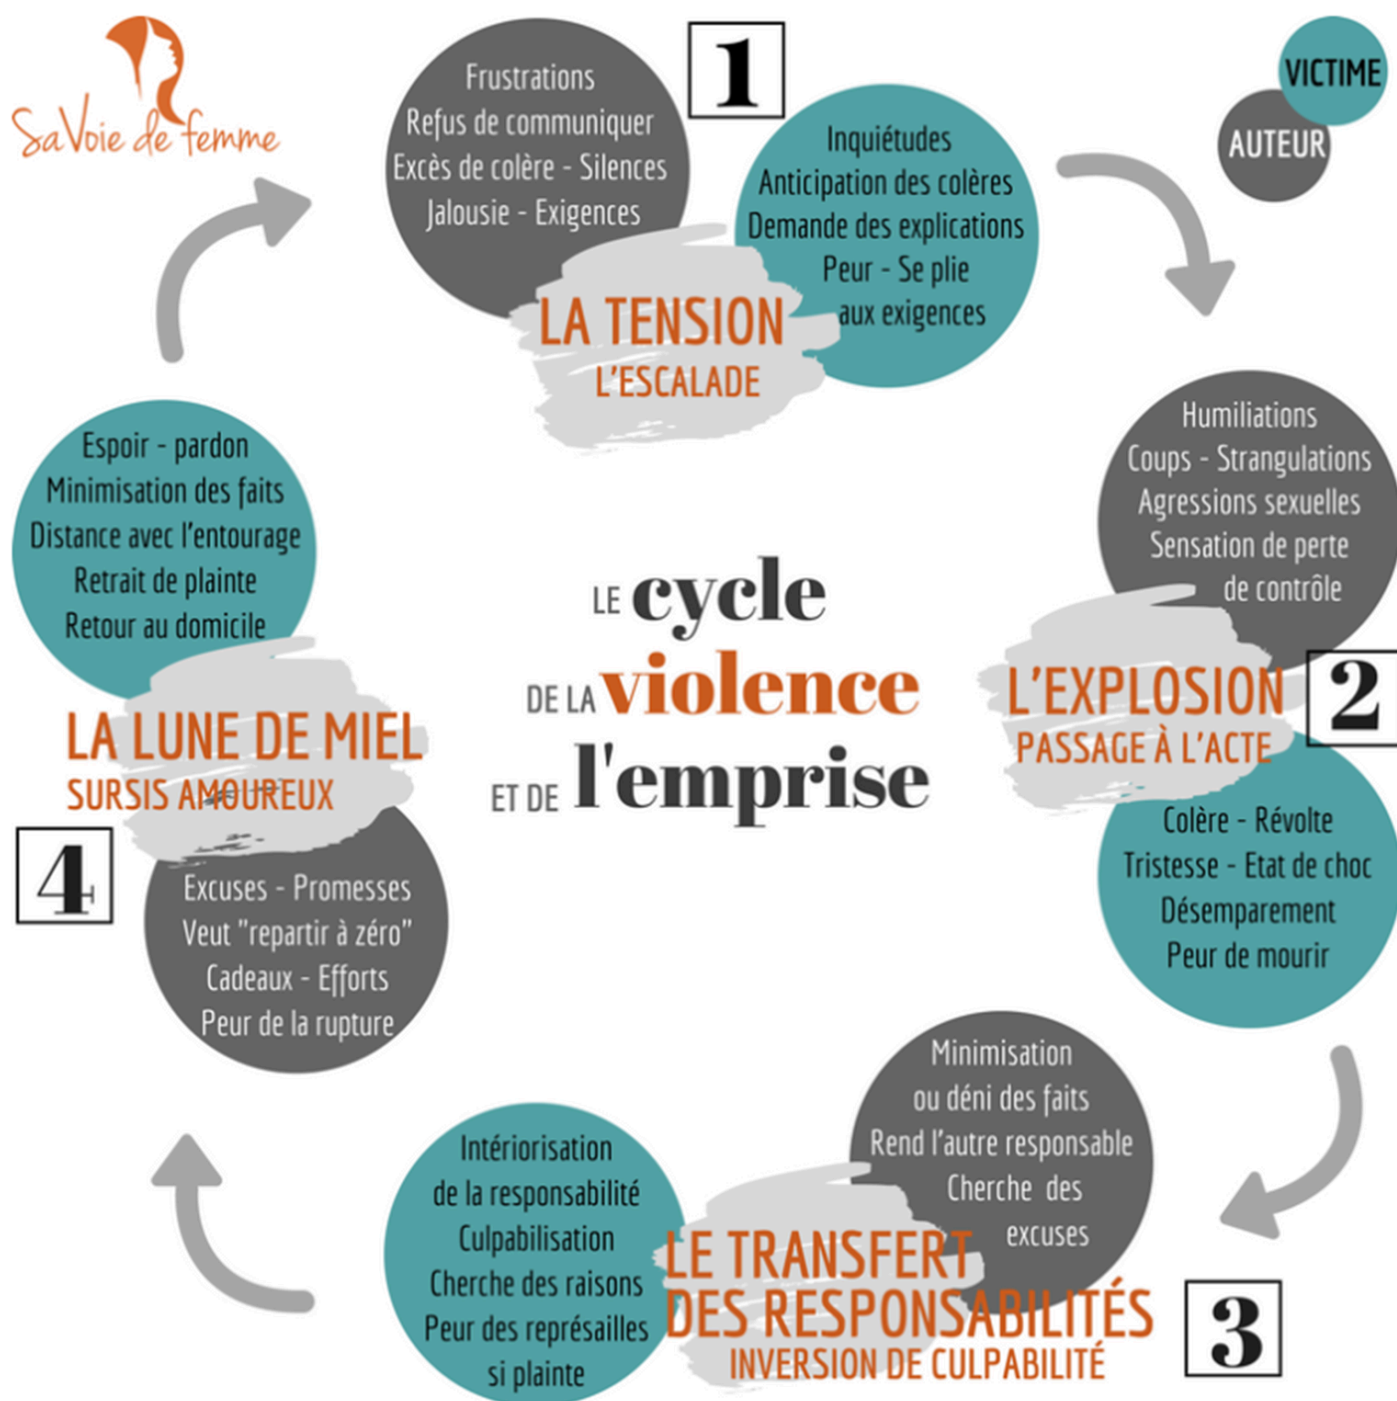 SaVoie de femme
1
VICTIME
AUTEUR
Frustrations
Refus de communiquer
Excès de colère - Silences
Jalousie - Exigences
Inquiétudes
Anticipation des colères
Demande des explications
Peur - Se plie
aux exigences
LA TENSION
L'ESCALADE
Humiliations
Coups - Strangulations
Agressions sexuelles
Sensation de perte
de contrôle
L'EXPLOSION
PASSAGE À L'ACTE
2
Colère - Révolte
Tristesse - Etat de choc
Désemparement
Peur de mourir
LE cycle
DE LA violence
ET DE l'emprise
Minimisation
ou déni des faits
Rend l'autre responsable
Cherche des
excuses
Intériorisation
de la responsabilité
Culpabilisation
Cherche des raisons
Peur des représailles
si plainte
LE TRANSFERT
DES RESPONSABILITÉS
INVERSION DE CULPABILITÉ
3
Espoir - pardon
Minimisation des faits
Distance avec l'entourage
Retrait de plainte
Retour au domicile
LA LUNE DE MIEL
SURSIS AMOUREUX
4
Excuses - Promesses
Veut "repartir à zéro"
Cadeaux - Efforts
Peur de la rupture